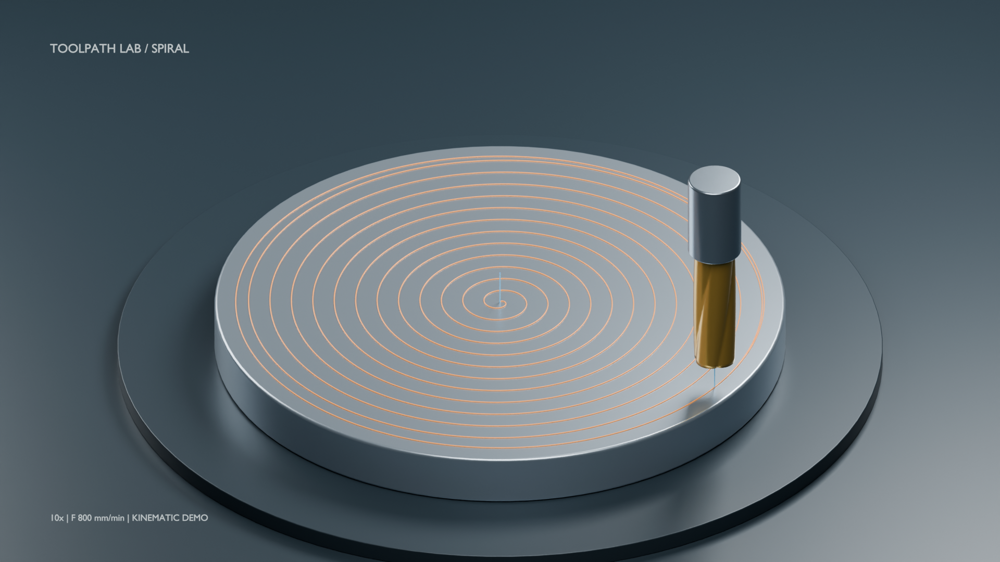 TOOLPATH LAB / SPIRAL
10x | F 800 mm/min | KINEMATIC DEMO